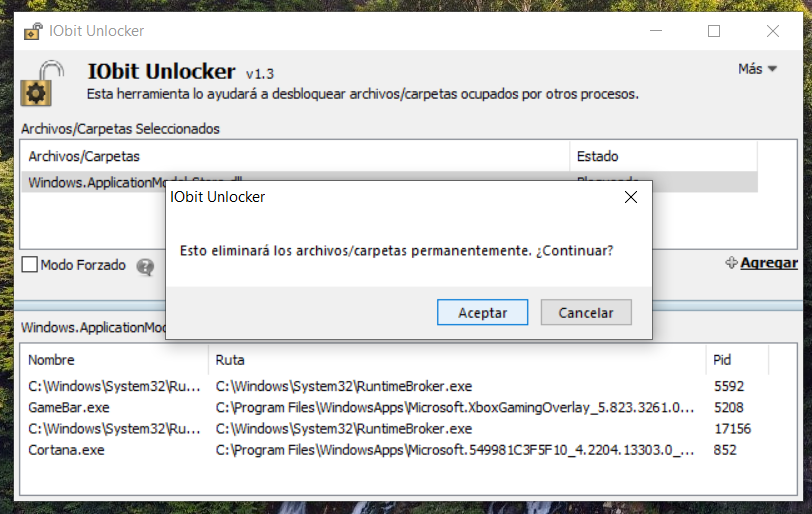 IObit Unlocker
IObit Unlocker v1.3
Más
Esta herramienta lo ayudará a desbloquear archivos/carpetas ocupados por otros procesos.
Archivos/Carpetas Seleccionados
Archivos/Carpetas Estado
Windows.ApplicationModel.Store.dll Bloqueado
IObit Unlocker
Esto eliminará los archivos/carpetas permanentemente. ¿Continuar?
Modo Forzado
Agregar
Aceptar Cancelar
Windows.ApplicationMod
Nombre Ruta Pid
C:\Windows\System32\Ru... C:\Windows\System32\RuntimeBroker.exe 5592
GameBar.exe C:\Program Files\WindowsApps\Microsoft.XboxGamingOverlay_5.823.3261.0... 5208
C:\Windows\System32\Ru... C:\Windows\System32\RuntimeBroker.exe 17156
Cortana.exe C:\Program Files\WindowsApps\Microsoft.549981C3F5F10_4.2204.13303.0_... 852